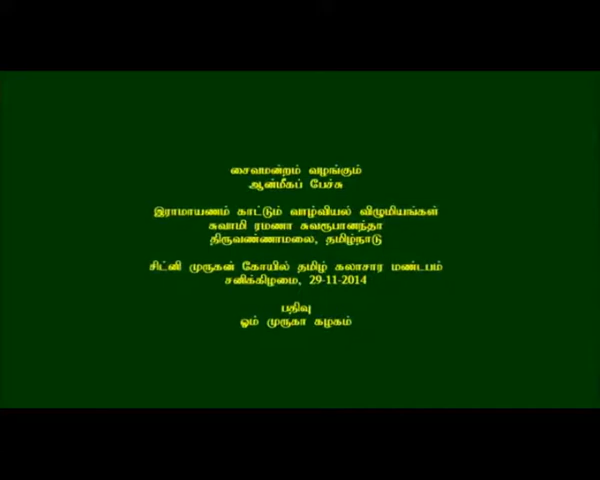 சைவமன்றம் வழங்கும்
ஆன்மீகப் பேச்சு
இராமாயணம் காட்டும் வாழ்வியல் விழுமியங்கள்
சுவாமி ரமணா சுவரூபானந்தா
திருவண்ணாமலை, தமிழ்நாடு
சிட்னி முருகன் கோயில் தமிழ் கலாசார மண்டபம்
சனிக்கிழமை, 29-11-2014
பதிவு
ஓம் முருகா கழகம்